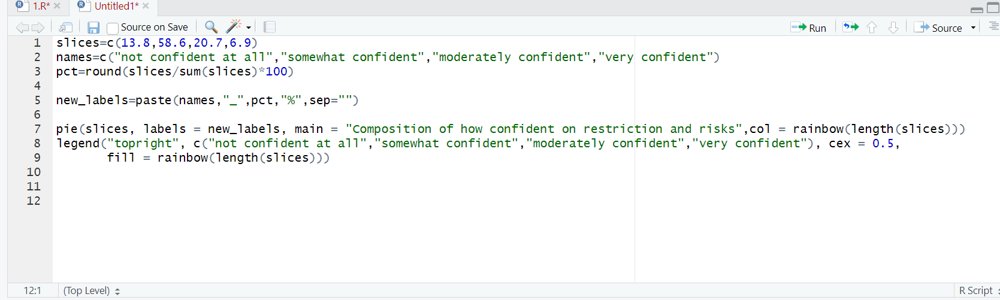 1.R* Untitled1*
Source on Save Run Source
1 slices=c(13.8,58.6,20.7,6.9)
2 names=c("not confident at all","somewhat confident","moderately confident","very confident")
3 pct=round(slices/sum(slices)*100)
4
5 new_labels=paste(names,"_",pct,"%",sep="")
6
7 pie(slices, labels = new_labels, main = "Composition of how confident on restriction and risks",col = rainbow(length(slices)))
8 legend("topright", c("not confident at all","somewhat confident","moderately confident","very confident"), cex = 0.5,
9 fill = rainbow(length(slices)))
10
11
12
12:1 (Top Level) R Script